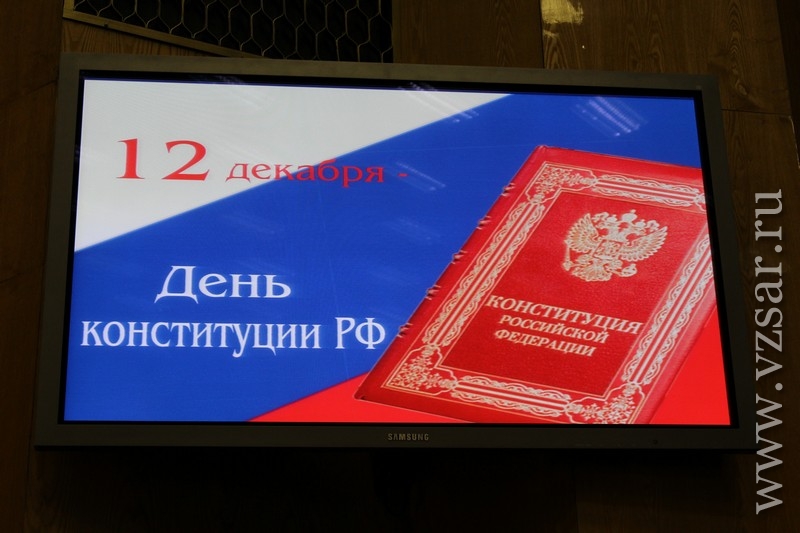 12 декабря -
День
конституции РФ
КОНСТИТУЦИЯ
РОССИЙСКОЙ
ФЕДЕРАЦИИ
SAMSUNG
www.vzsar.ru